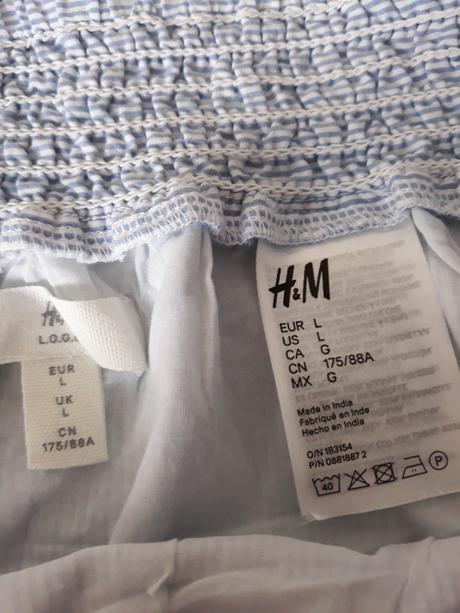 L.O.G.
EUR
L
UK
L
CN
175/88A
H&M
EUR L
US L
CA G
CN 175/88A
MX G
Made in India
Fabriqué en Inde
Hecho en India
O/N 183154
P/N 0881887 2
40
P